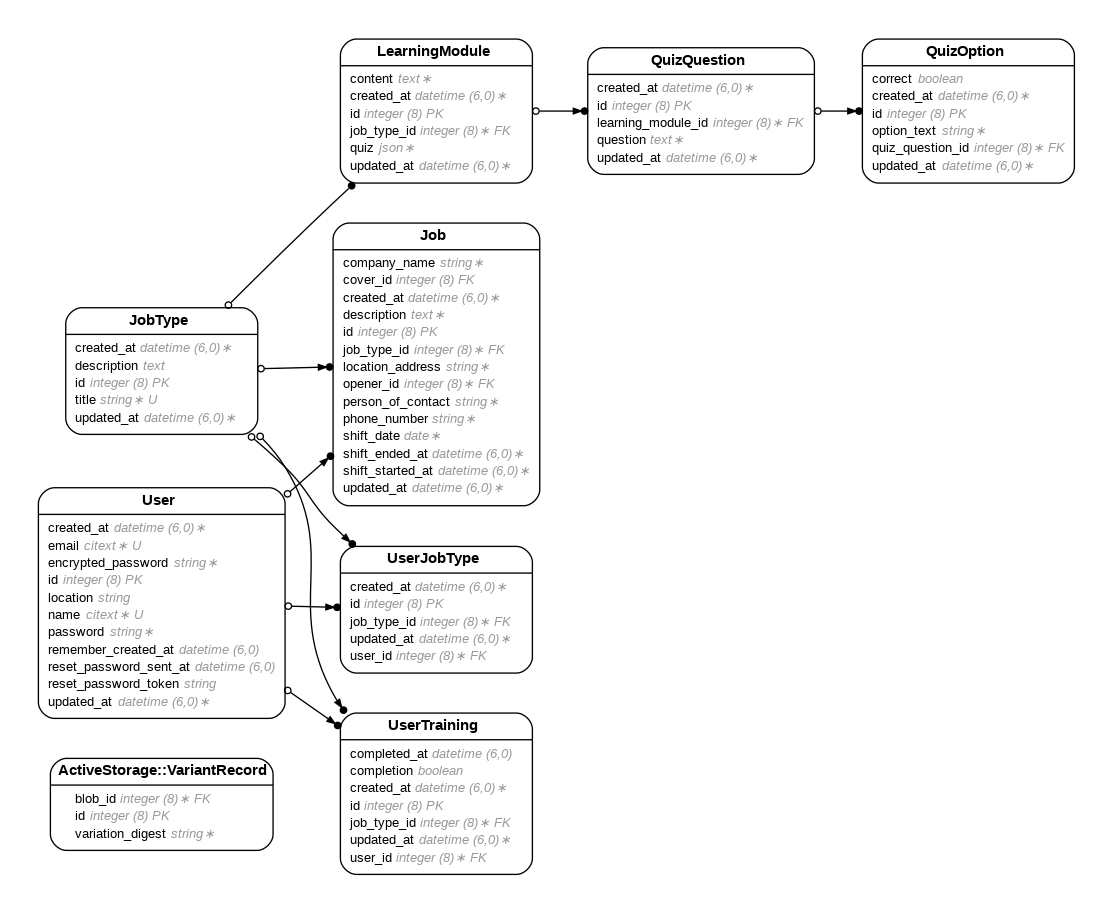 LearningModule
content text∗
created_at datetime (6,0)∗
id integer (8) PK
job_type_id integer (8)∗ FK
quiz json∗
updated_at datetime (6,0)∗
QuizQuestion
created_at datetime (6,0)∗
id integer (8) PK
learning_module_id integer (8)∗ FK
question text∗
updated_at datetime (6,0)∗
QuizOption
correct boolean
created_at datetime (6,0)∗
id integer (8) PK
option_text string∗
quiz_question_id integer (8)∗ FK
updated_at datetime (6,0)∗
Job
company_name string∗
cover_id integer (8) FK
created_at datetime (6,0)∗
description text∗
id integer (8) PK
job_type_id integer (8)∗ FK
location_address string∗
opener_id integer (8)∗ FK
person_of_contact string∗
phone_number string∗
shift_date date∗
shift_ended_at datetime (6,0)∗
shift_started_at datetime (6,0)∗
updated_at datetime (6,0)∗
JobType
created_at datetime (6,0)∗
description text
id integer (8) PK
title string∗ U
updated_at datetime (6,0)∗
User
created_at datetime (6,0)∗
email citext∗ U
encrypted_password string∗
id integer (8) PK
location string
name citext∗ U
password string∗
remember_created_at datetime (6,0)
reset_password_sent_at datetime (6,0)
reset_password_token string
updated_at datetime (6,0)∗
UserJobType
created_at datetime (6,0)∗
id integer (8) PK
job_type_id integer (8)∗ FK
updated_at datetime (6,0)∗
user_id integer (8)∗ FK
UserTraining
completed_at datetime (6,0)
completion boolean
created_at datetime (6,0)∗
id integer (8) PK
job_type_id integer (8)∗ FK
updated_at datetime (6,0)∗
user_id integer (8)∗ FK
ActiveStorage::VariantRecord
blob_id integer (8)∗ FK
id integer (8) PK
variation_digest string∗